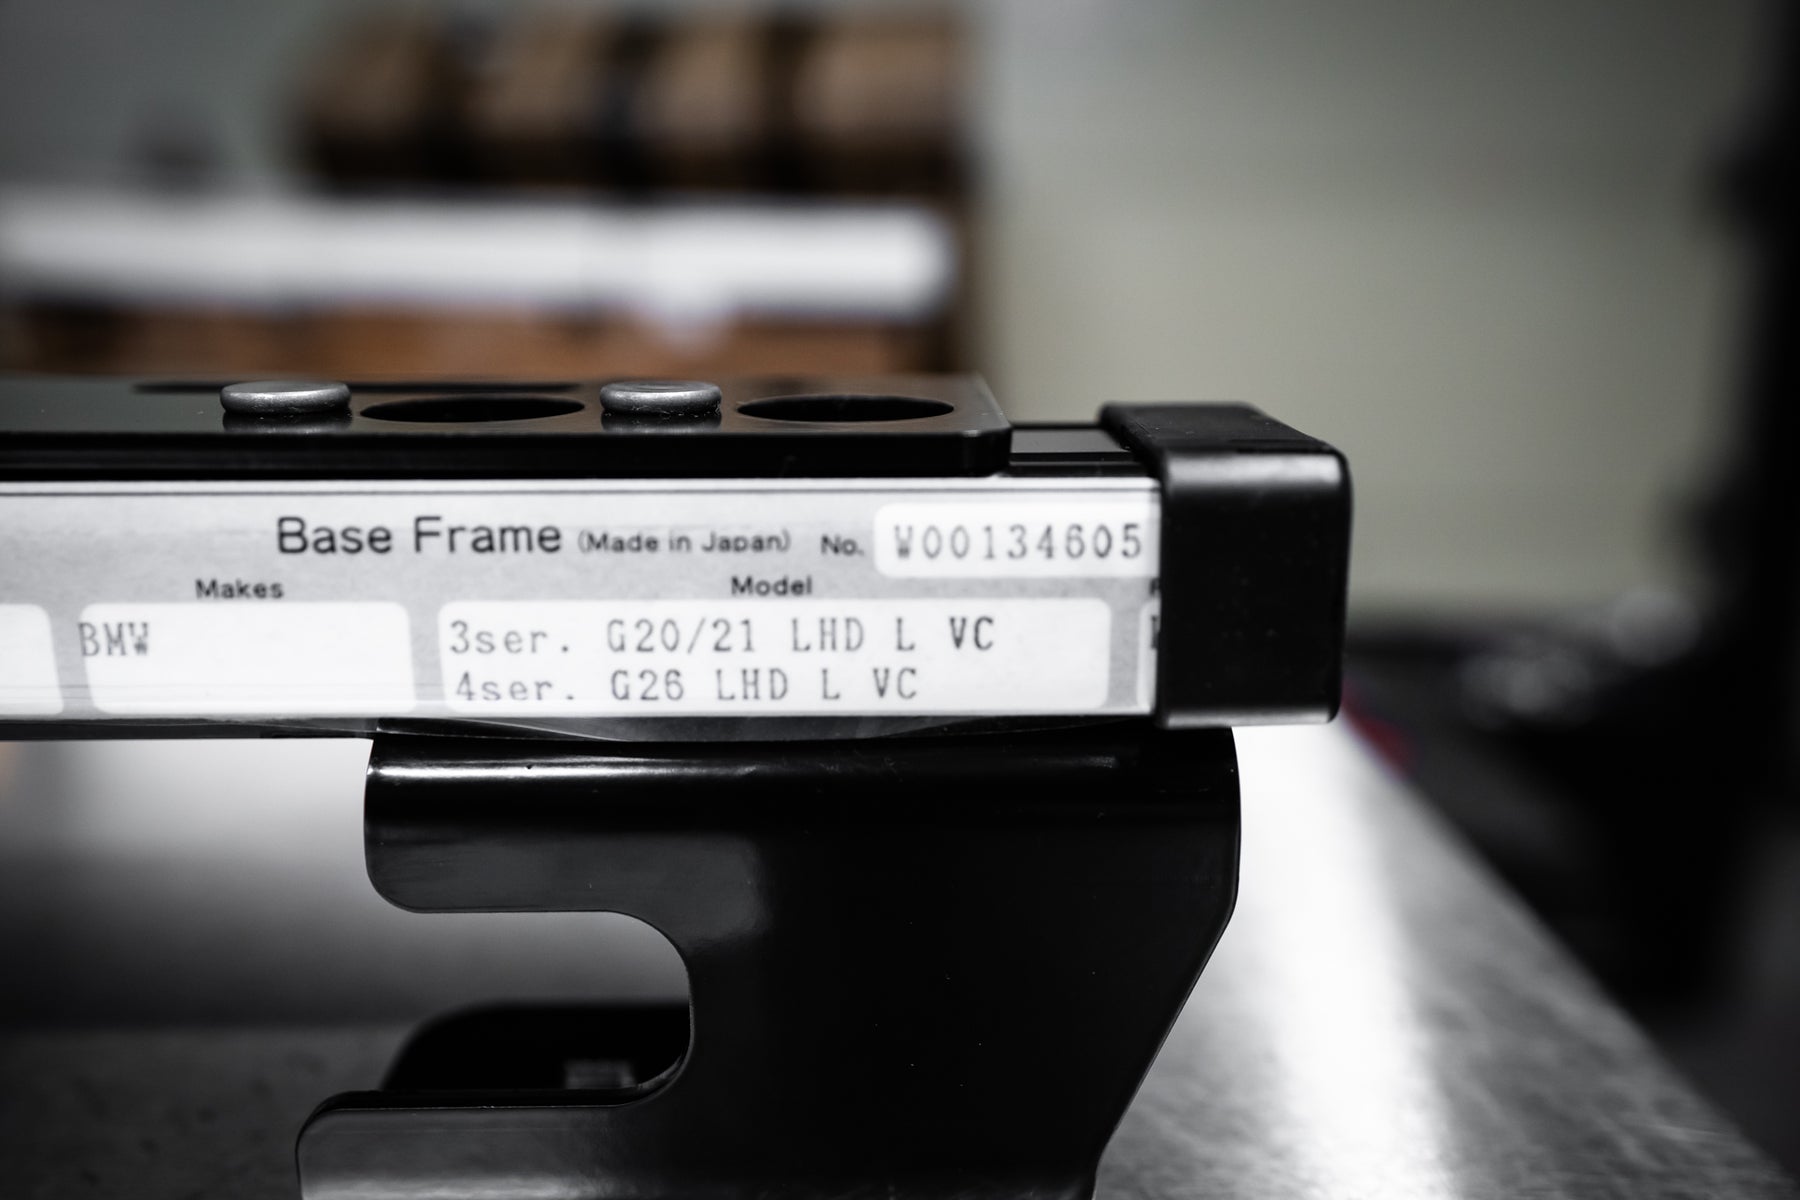 Base Frame (Made in Japan) No. W00134605
Makes Model
BMW 3ser. G20/21 LHD L VC
4ser. G26 LHD L VC